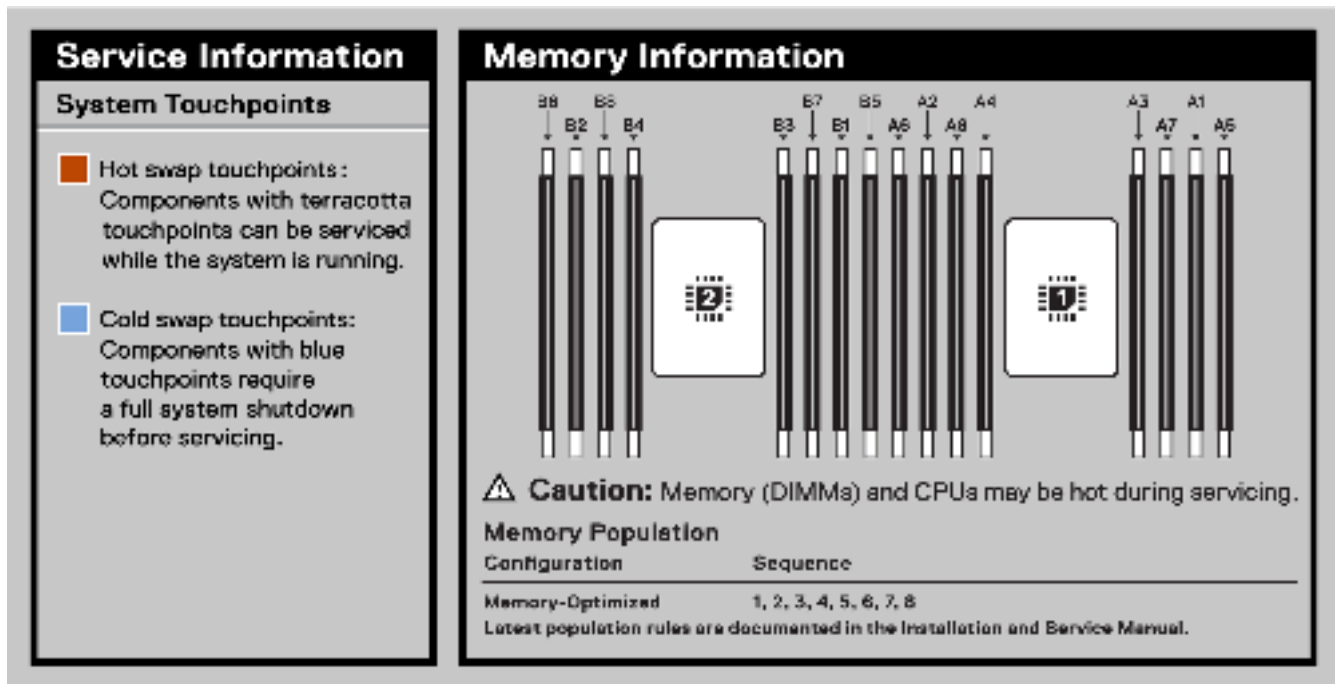 Service Information
System Touchpoints
Hot swap touchpoints:
Components with terracotta
touchpoints can be serviced
while the system is running.
Cold swap touchpoints:
Components with blue
touchpoints require
a full system shutdown
before servicing.
Memory Information
B8 B6 B7 B5 A2 A4 A3 A1
B2 B4 B3 B1 A6 A8 A7 A5
2 1
Caution: Memory (DIMMs) and CPUs may be hot during servicing.
Memory Population
Configuration Sequence
Memory-Optimized 1, 2, 3, 4, 5, 6, 7, 8
Latest population rules are documented in the Installation and Service Manual.